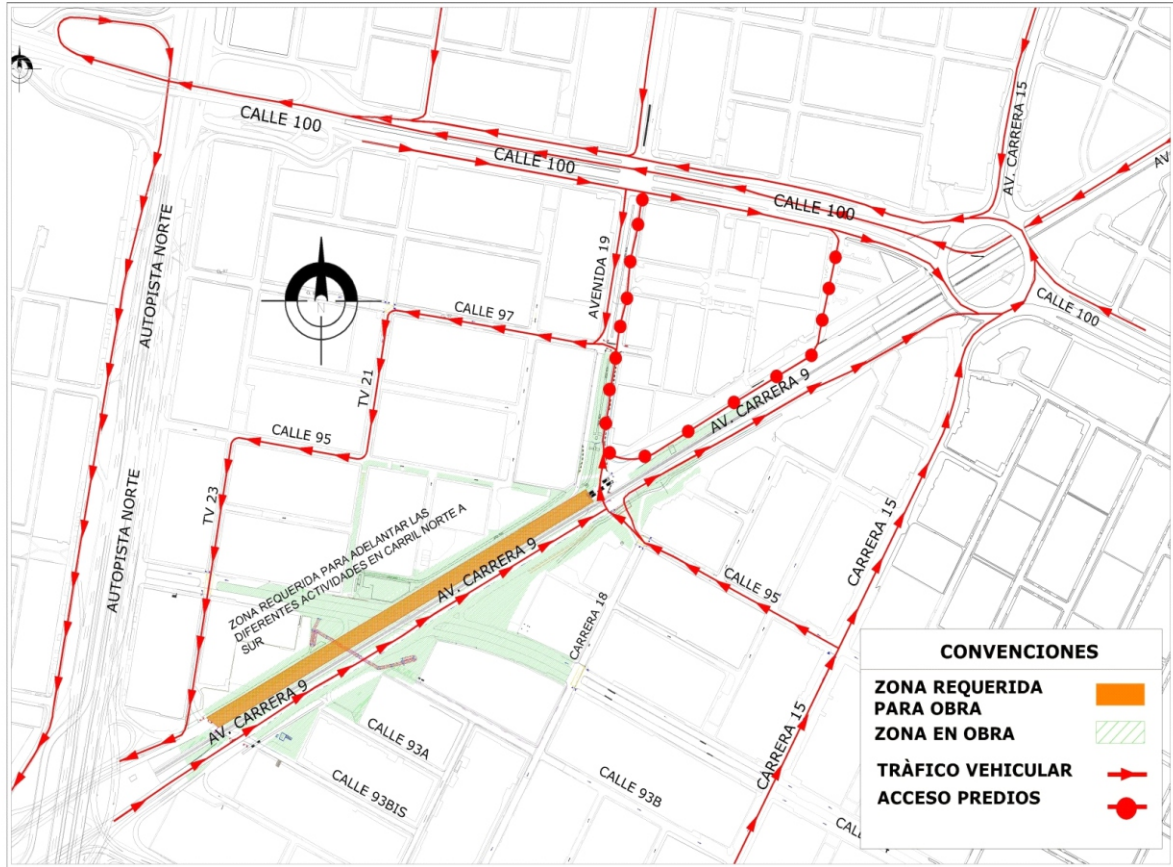 CALLE 100
CALLE 100
CALLE 100
AV. CARRERA 15
AV
CALLE 100
AUTOPISTA NORTE
AVENIDA 19
CALLE 97
TV 21
AV. CARRERA 9
CALLE 95
TV 23
AUTOPISTA NORTE
ZONA REQUERIDA PARA ADELANTAR LAS
DIFERENTES ACTIVIDADES EN CARRIL NORTE A
SUR
AV. CARRERA 9
CARRERA 18
CALLE 95
CARRERA 15
AV. CARRERA 9
CALLE 93A
CALLE 93BIS
CALLE 93B
CARRERA 15
CONVENCIONES
ZONA REQUERIDA
PARA OBRA
ZONA EN OBRA
TRÀFICO VEHICULAR
ACCESO PREDIOS